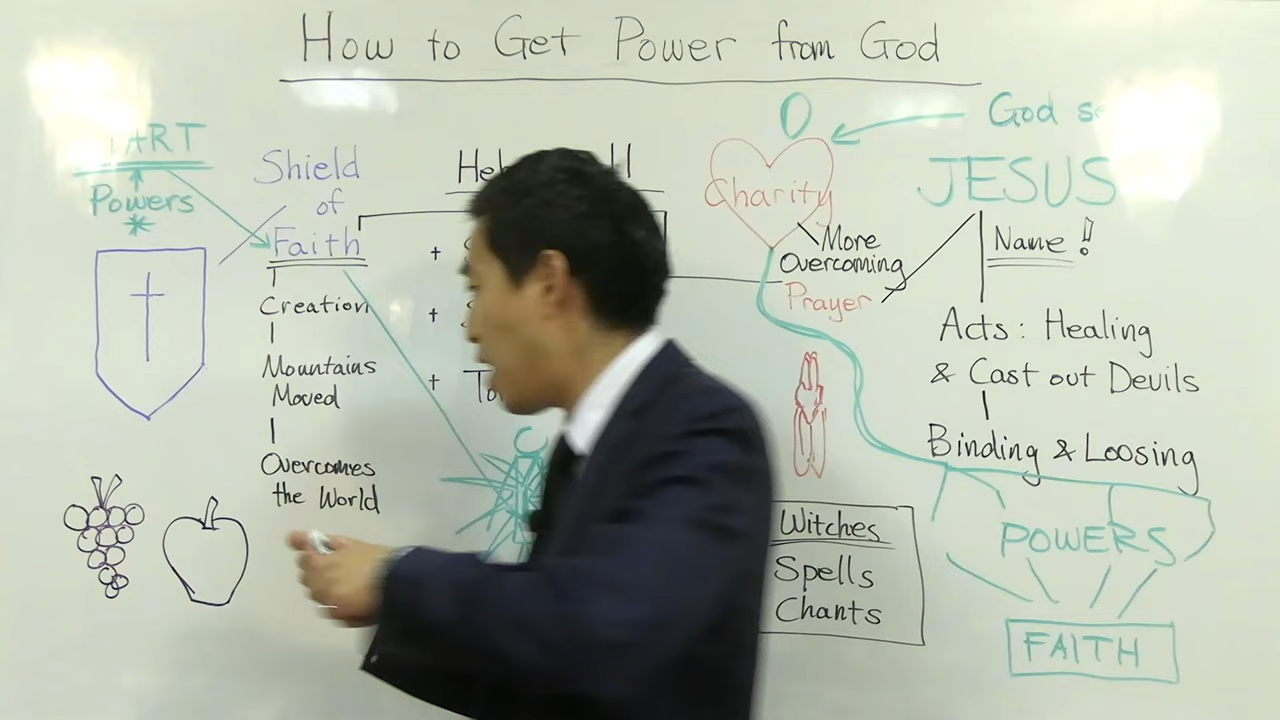 How to Get Power from God
Powers
*
Shield
of
Faith
Creation
Mountains
Moved
Overcomes
the World
+
+
+
Charity
More
Overcoming
Prayer
God
JESUS
Name!
Acts: Healing
& Cast out Devils
Binding & Loosing
POWERS
FAITH
Witches
Spells
Chants